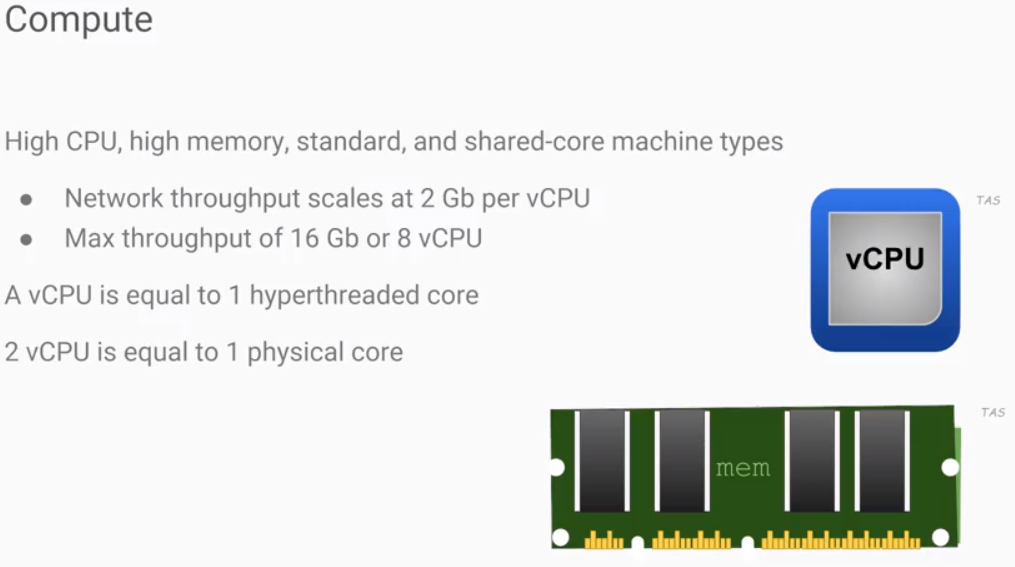 Compute
High CPU, high memory, standard, and shared-core machine types
● Network throughput scales at 2 Gb per vCPU
● Max throughput of 16 Gb or 8 vCPU
TAS
vCPU
A vCPU is equal to 1 hyperthreaded core
2 vCPU is equal to 1 physical core
TAS
mem